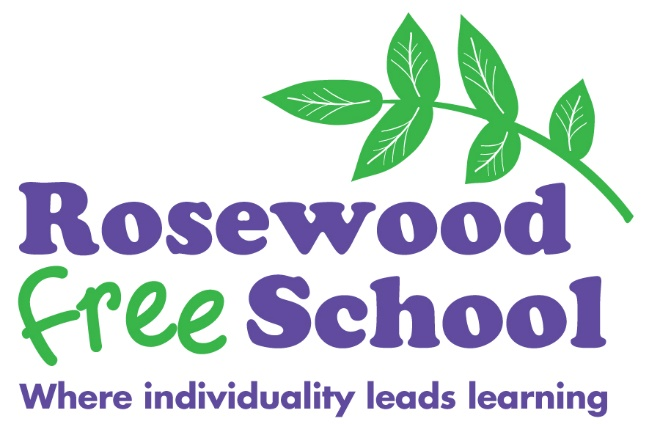 Rosewood
Free School
Where individuality leads learning